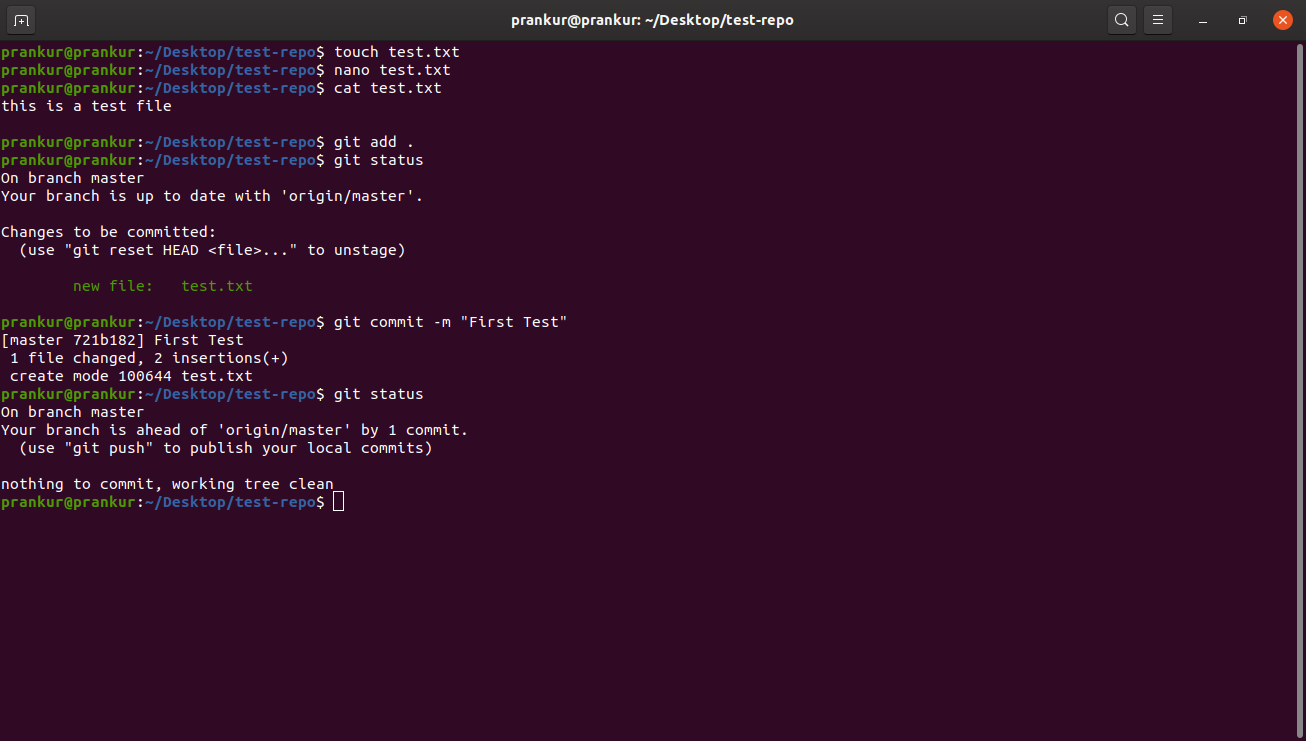 prankur@prankur: ~/Desktop/test-repo
prankur@prankur:~/Desktop/test-repo$ touch test.txt
prankur@prankur:~/Desktop/test-repo$ nano test.txt
prankur@prankur:~/Desktop/test-repo$ cat test.txt
this is a test file
prankur@prankur:~/Desktop/test-repo$ git add .
prankur@prankur:~/Desktop/test-repo$ git status
On branch master
Your branch is up to date with 'origin/master'.
Changes to be committed:
  (use "git reset HEAD <file>..." to unstage)
        new file:   test.txt
prankur@prankur:~/Desktop/test-repo$ git commit -m "First Test"
[master 721b182] First Test
 1 file changed, 2 insertions(+)
 create mode 100644 test.txt
prankur@prankur:~/Desktop/test-repo$ git status
On branch master
Your branch is ahead of 'origin/master' by 1 commit.
  (use "git push" to publish your local commits)
nothing to commit, working tree clean
prankur@prankur:~/Desktop/test-repo$